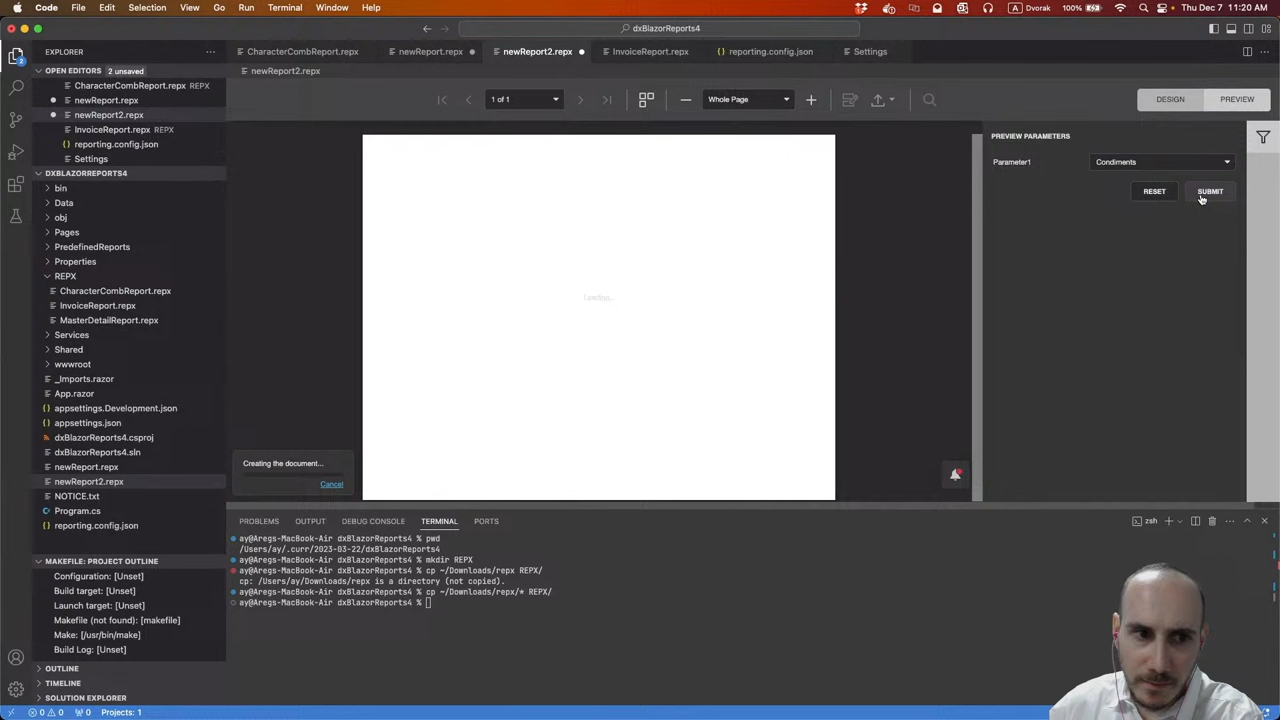 Code File Edit Selection View Go Run Terminal Window Help
Dvorak 100% Thu Dec 7 11:20 AM
dxBlazorReports4
EXPLORER
CharacterCombReport.repx newReport.repx newReport2.repx InvoiceReport.repx reporting.config.json Settings
OPEN EDITORS 2 unsaved
newReport2.repx
CharacterCombReport.repx REPX
newReport.repx
newReport2.repx
InvoiceReport.repx REPX
reporting.config.json
Settings
1 of 1 Whole Page DESIGN PREVIEW
PREVIEW PARAMETERS
Parameter1 Condiments
RESET SUBMIT
DXBLAZORREPORTS4
bin
Data
obj
Pages
PredefinedReports
Properties
REPX
CharacterCombReport.repx
InvoiceReport.repx
MasterDetailReport.repx
Services
Shared
wwwroot
_Imports.razor
App.razor
appsettings.Development.json
appsettings.json
dxBlazorReports4.csproj
dxBlazorReports4.sln
newReport.repx
newReport2.repx
NOTICE.txt
Program.cs
reporting.config.json
Loading...
Creating the document...
Cancel
2
PROBLEMS OUTPUT DEBUG CONSOLE TERMINAL PORTS
zsh
ay@Aregs-MacBook-Air dxBlazorReports4 % pwd
/Users/ay/.curr/2023-03-22/dxBlazorReports4
ay@Aregs-MacBook-Air dxBlazorReports4 % mkdir REPX
ay@Aregs-MacBook-Air dxBlazorReports4 % cp ~/Downloads/repx REPX/
cp: /Users/ay/Downloads/repx is a directory (not copied).
ay@Aregs-MacBook-Air dxBlazorReports4 % cp ~/Downloads/repx/* REPX/
ay@Aregs-MacBook-Air dxBlazorReports4 %
MAKEFILE: PROJECT OUTLINE
Configuration: [Unset]
Build target: [Unset]
Launch target: [Unset]
Makefile (not found): [makefile]
Make: [/usr/bin/make]
Build Log: [Unset]
OUTLINE
TIMELINE
SOLUTION EXPLORER
0 0 0 Projects: 1